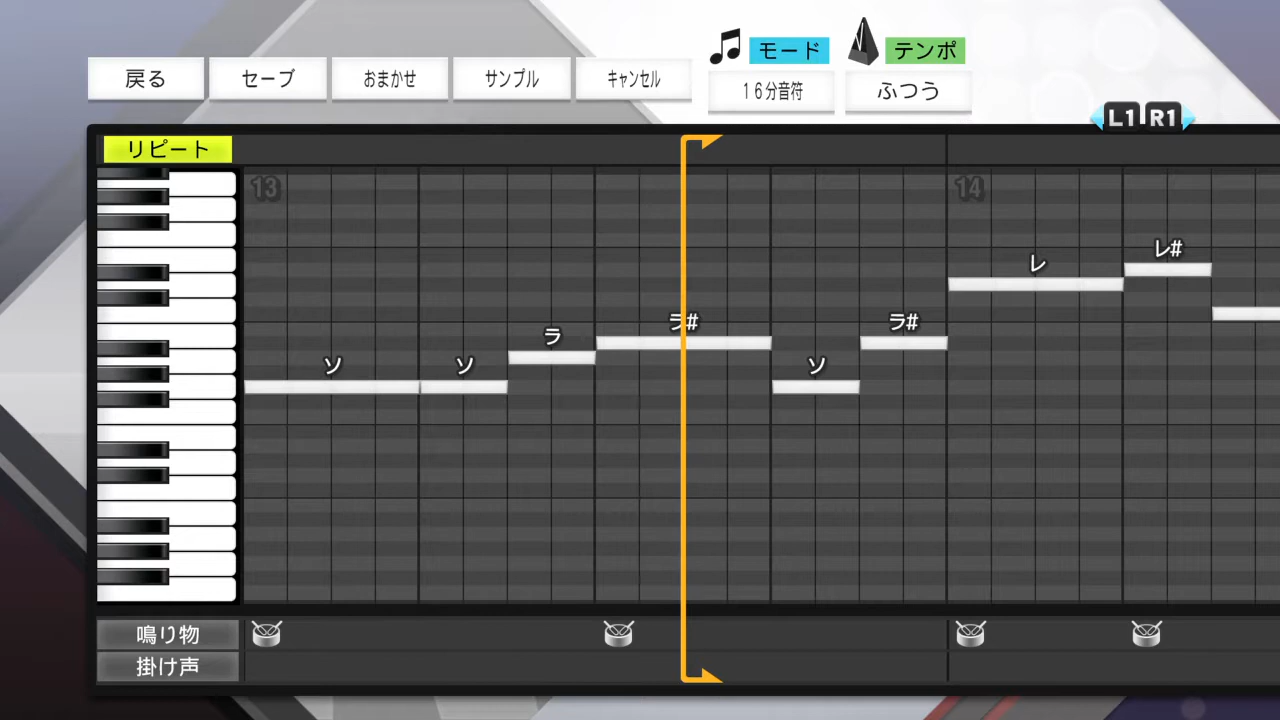 モード
テンポ
戻る
セーブ
おまかせ
サンプル
キャンセル
16分音符
ふつう
L1 R1
リピート
13
14
レ#
レ
ラ#
ラ#
ラ
ソ
ソ
ソ
鳴り物
掛け声